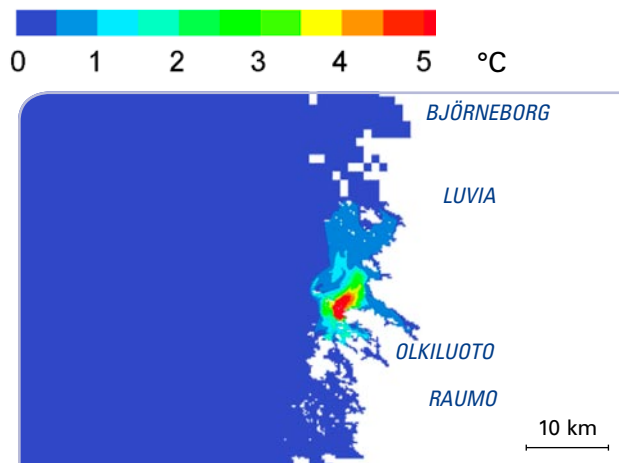 0 1 2 3 4 5 °C
BJÖRNEBORG
LUVIA
OLKILUOTO
RAUMO
10 km